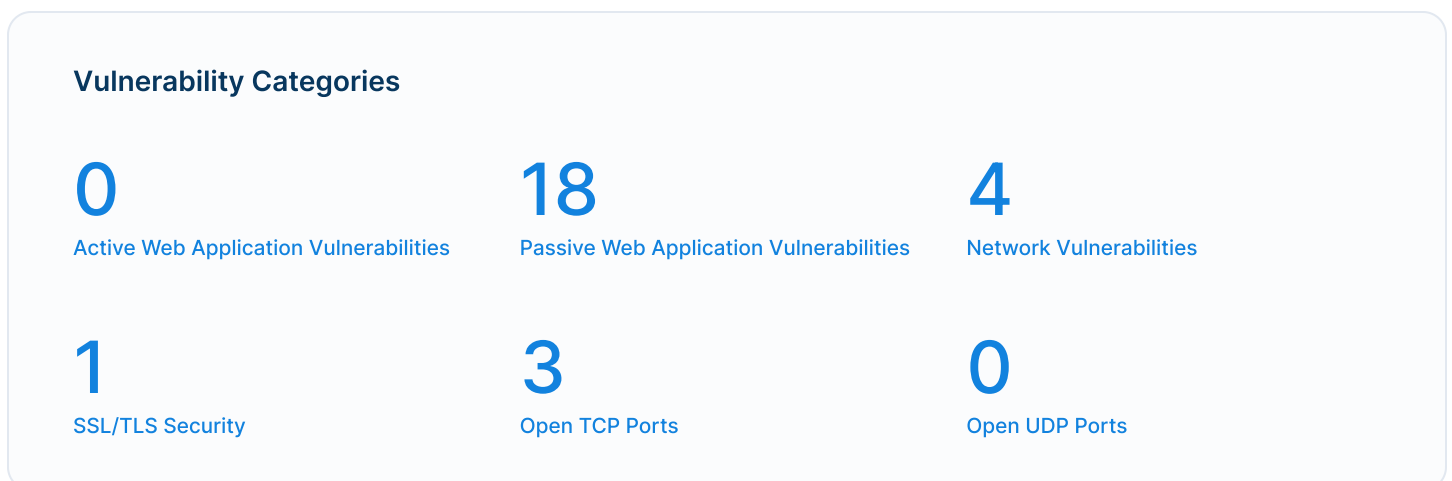 Vulnerability Categories
0
18
4
Active Web Application Vulnerabilities
Passive Web Application Vulnerabilities
Network Vulnerabilities
1
3
0
SSL/TLS Security
Open TCP Ports
Open UDP Ports